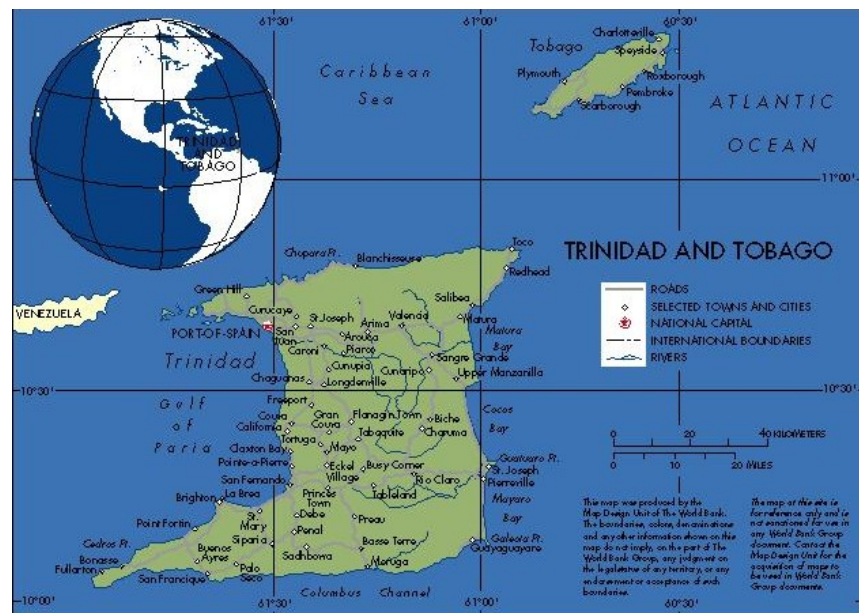 61°30'
61°00'
60°30'
Caribbean
Sea
Tobago
Charlotteville
Speyside
Roxborough
Plymouth
Pembroke
Scarborough
ATLANTIC
OCEAN
TRINIDAD
AND
TOBAGO
11°00'
Toco
Chupara Pt.
Blanchisseuse
Redhead
TRINIDAD AND TOBAGO
Green Hill
Salibea
ROADS
SELECTED TOWNS AND CITIES
NATIONAL CAPITAL
INTERNATIONAL BOUNDARIES
RIVERS
VENEZUELA
Curucaye
St. Joseph
Valencia
Matura
PORT-OF-SPAIN
San
Juan
Arima
Arouca
Matura
Bay
Caroni
Piarco
Sangre Grande
Trinidad
Cunupia
Cunaripo
Upper Manzanilla
Chaguanas
Longdenville
10°30'
10°30'
Freeport
Gulf
of
Paria
Couva
California
Gran
Couva
Flanagin Town
Biche
Cocos
Bay
Charuma
Tortuga
Tabaquite
Claxton Bay
Mayo
0 20 40 KILOMETERS
0 10 20 MILES
Pointe-a-Pierre
Eckel
Village
Busy Corner
Guataro Pt.
St. Joseph
Pierreville
San Fernando
Rio Claro
Princes
Town
Tableland
Brighton
La Brea
Mayaro
Bay
St.
Mary
Debe
Preau
Point Fortin
Siparia
Penal
Galeota Pt.
Guayaguayare
Cedros Pt.
Buenos
Ayres
Sadhbowa
Basse Terre
Bonasse
Fullarton
Palo
Seco
Moruga
San Francique
10°00'
10°00'
Columbus Channel
61°30'
61°00'
This map was produced by the
Map Design Unit of The World Bank.
The boundaries, colors, denominations
and any other information shown on this
map do not imply, on the part of The
World Bank Group, any judgment on
the legal status of any territory, or any
endorsement or acceptance of such
boundaries.
The map at this site is
for reference only and is
not sanctioned for use in
any World Bank Group
document. Contact the
Map Design Unit for the
acquisition of maps to
be used in World Bank
Group documents.